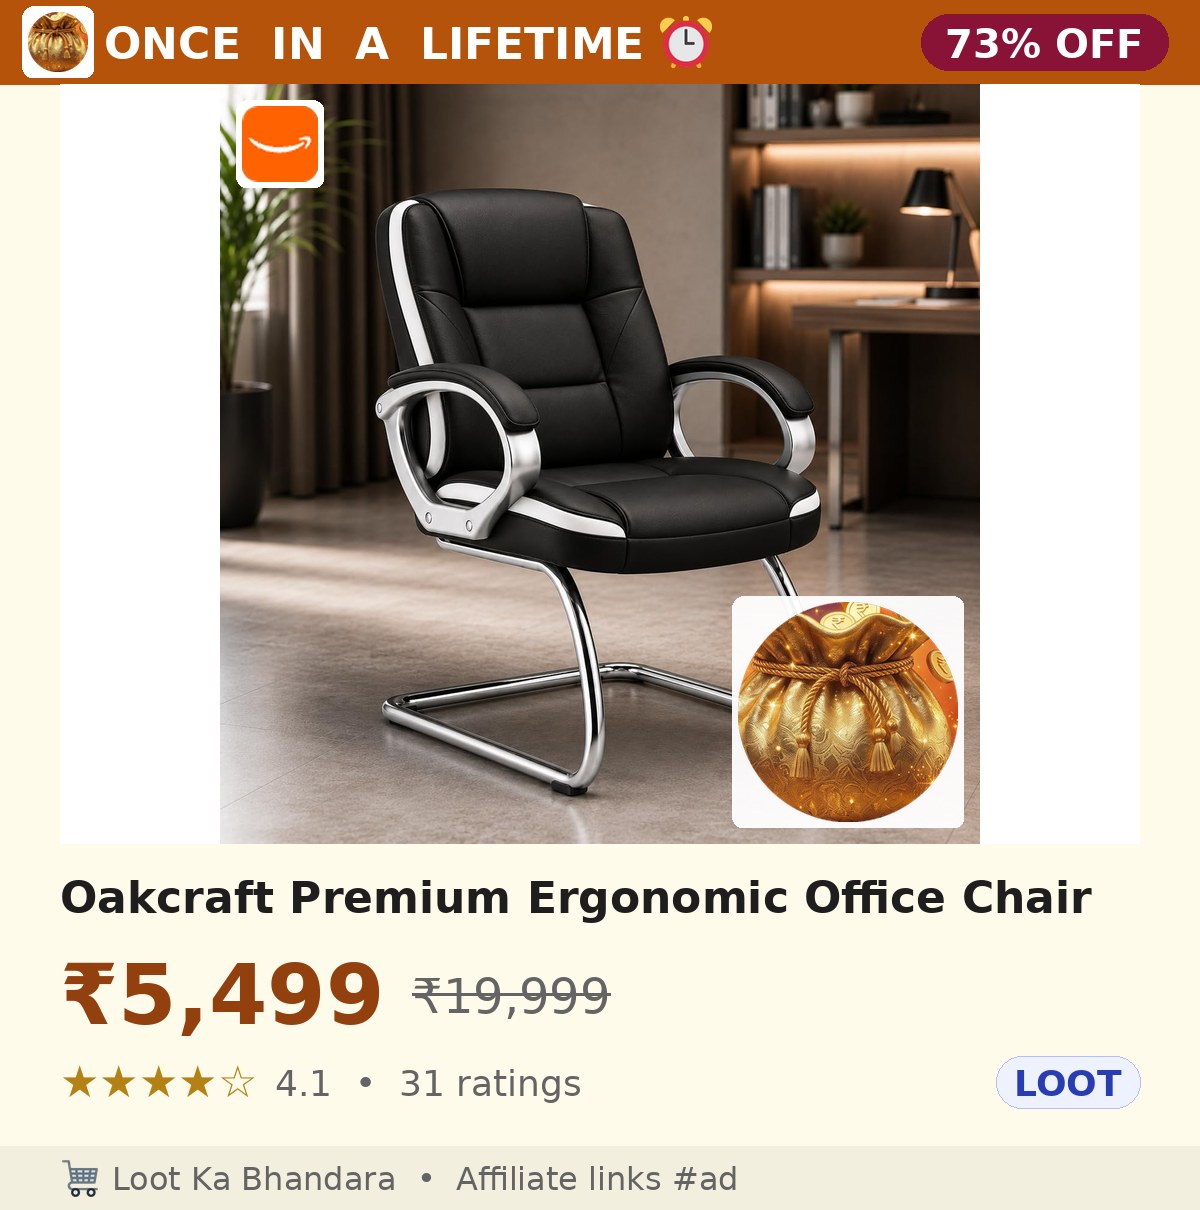 ONCE IN A LIFETIME ⏰
73% OFF
Oakcraft Premium Ergonomic Office Chair
₹5,499 ₹19,999
★★★★☆ 4.1 • 31 ratings
LOOT
🛒 Loot Ka Bhandara • Affiliate links #ad